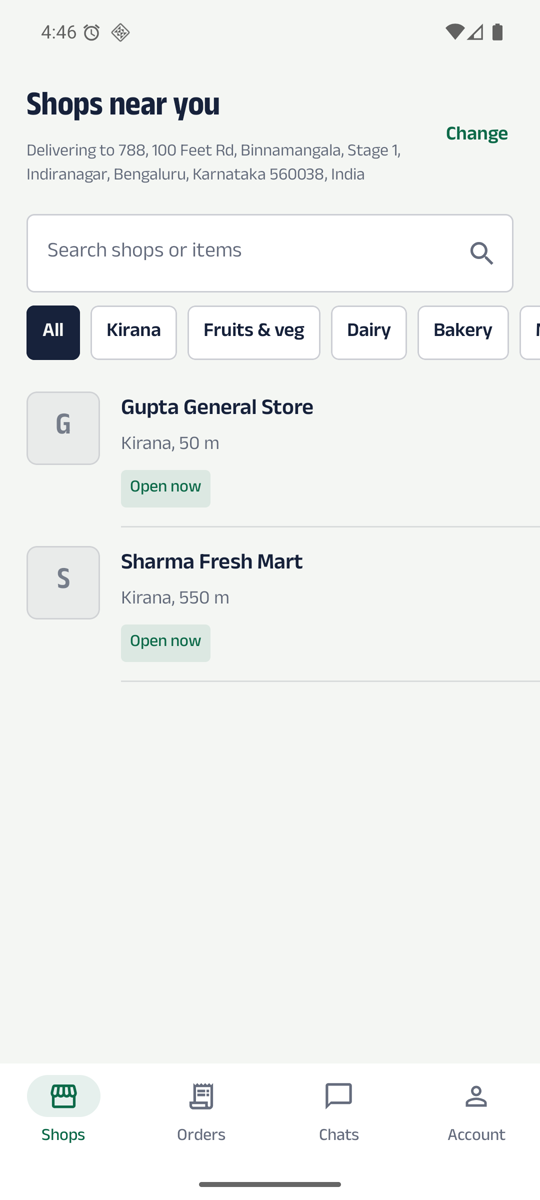 4:46
Shops near you
Delivering to 788, 100 Feet Rd, Binnamangala, Stage 1,
Indiranagar, Bengaluru, Karnataka 560038, India
Change
Search shops or items
All
Kirana
Fruits & veg
Dairy
Bakery
G
Gupta General Store
Kirana, 50 m
Open now
S
Sharma Fresh Mart
Kirana, 550 m
Open now
Shops
Orders
Chats
Account